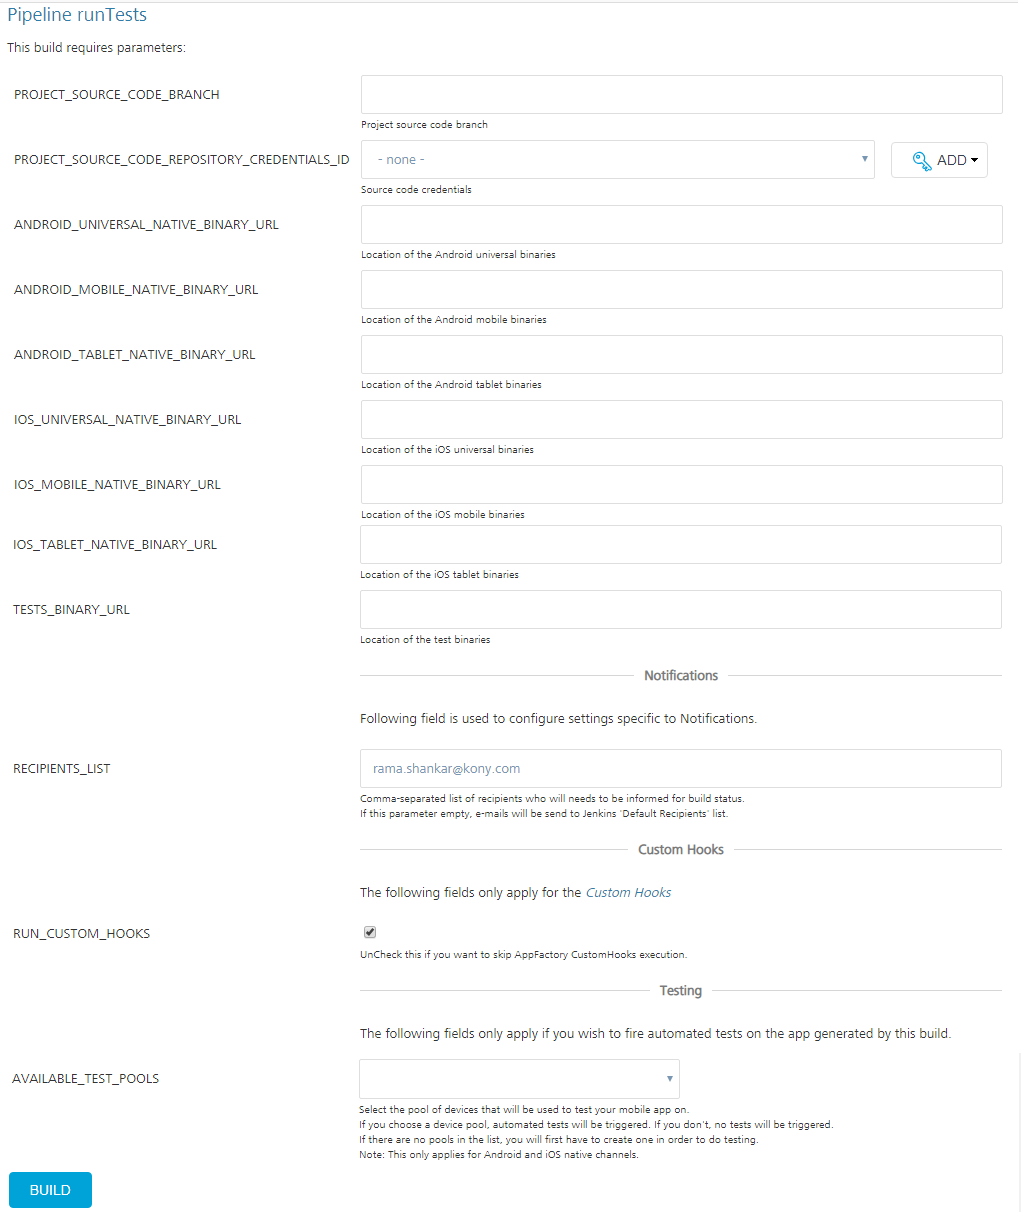 Pipeline runTests
This build requires parameters:
PROJECT_SOURCE_CODE_BRANCH
Project source code branch
PROJECT_SOURCE_CODE_REPOSITORY_CREDENTIALS_ID
- none -
ADD
Source code credentials
ANDROID_UNIVERSAL_NATIVE_BINARY_URL
Location of the Android universal binaries
ANDROID_MOBILE_NATIVE_BINARY_URL
Location of the Android mobile binaries
ANDROID_TABLET_NATIVE_BINARY_URL
Location of the Android tablet binaries
IOS_UNIVERSAL_NATIVE_BINARY_URL
Location of the iOS universal binaries
IOS_MOBILE_NATIVE_BINARY_URL
Location of the iOS mobile binaries
IOS_TABLET_NATIVE_BINARY_URL
Location of the iOS tablet binaries
TESTS_BINARY_URL
Location of the test binaries
Notifications
Following field is used to configure settings specific to Notifications.
RECIPIENTS_LIST
rama.shankar@kony.com
Comma-separated list of recipients who will needs to be informed for build status.
If this parameter empty, e-mails will be send to Jenkins 'Default Recipients' list.
Custom Hooks
The following fields only apply for the Custom Hooks
RUN_CUSTOM_HOOKS
UnCheck this if you want to skip AppFactory CustomHooks execution.
Testing
The following fields only apply if you wish to fire automated tests on the app generated by this build.
AVAILABLE_TEST_POOLS
Select the pool of devices that will be used to test your mobile app on.
If you choose a device pool, automated tests will be triggered. If you don't, no tests will be triggered.
If there are no pools in the list, you will first have to create one in order to do testing.
Note: This only applies for Android and iOS native channels.
BUILD